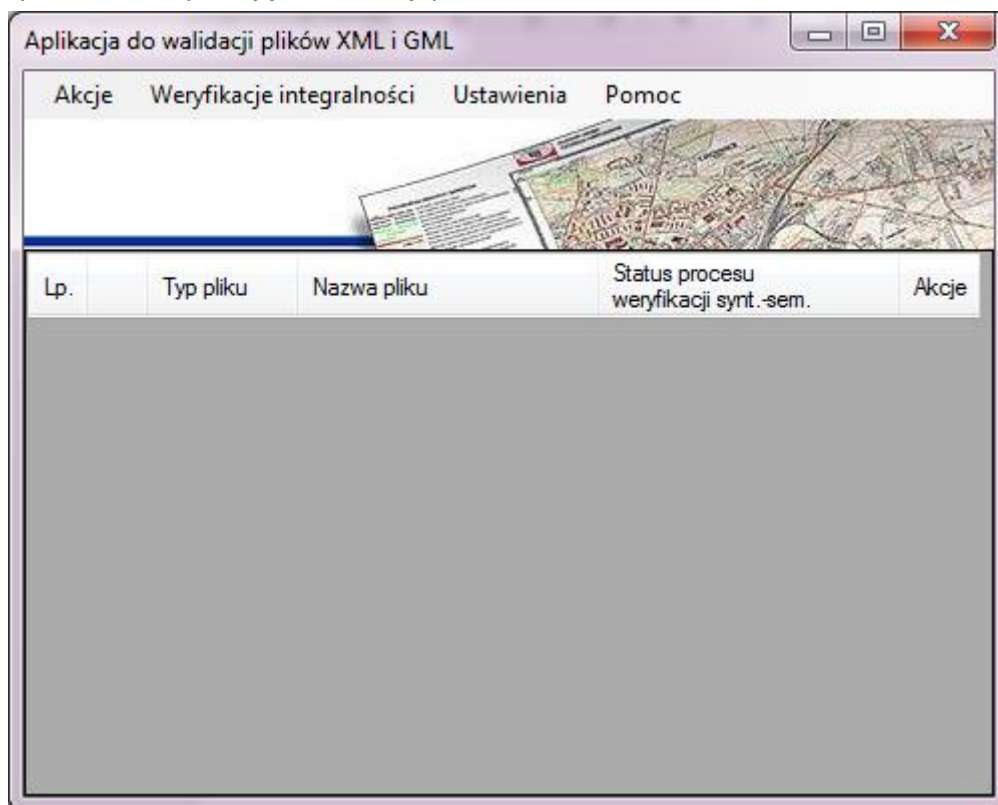 Aplikacja do walidacji plików XML i GML
Akcje Weryfikacje integralności Ustawienia Pomoc
Lp. Typ pliku Nazwa pliku Status procesu weryfikacji synt.-sem. Akcje